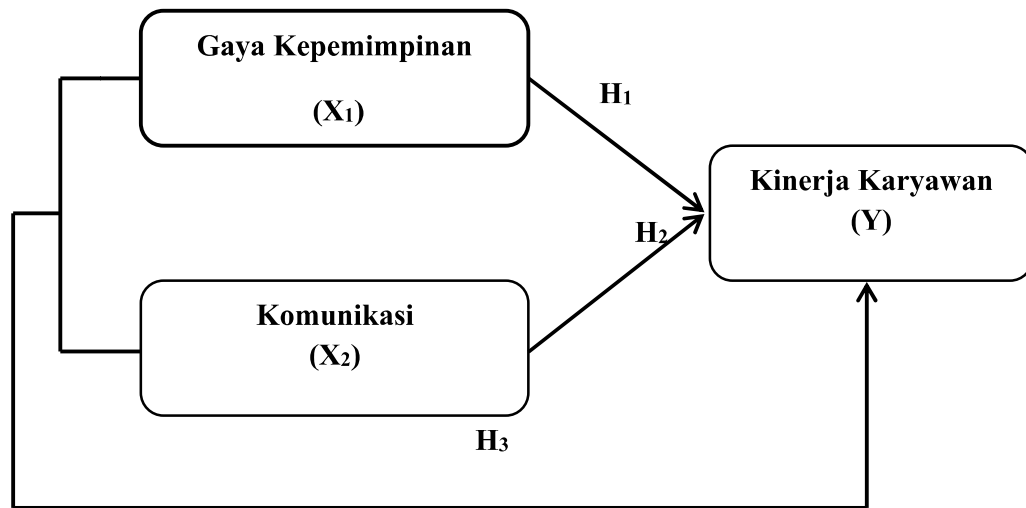 Gaya Kepemimpinan
(X₁)
H₁
Kinerja Karyawan
(Y)
H₂
Komunikasi
(X₂)
H₃